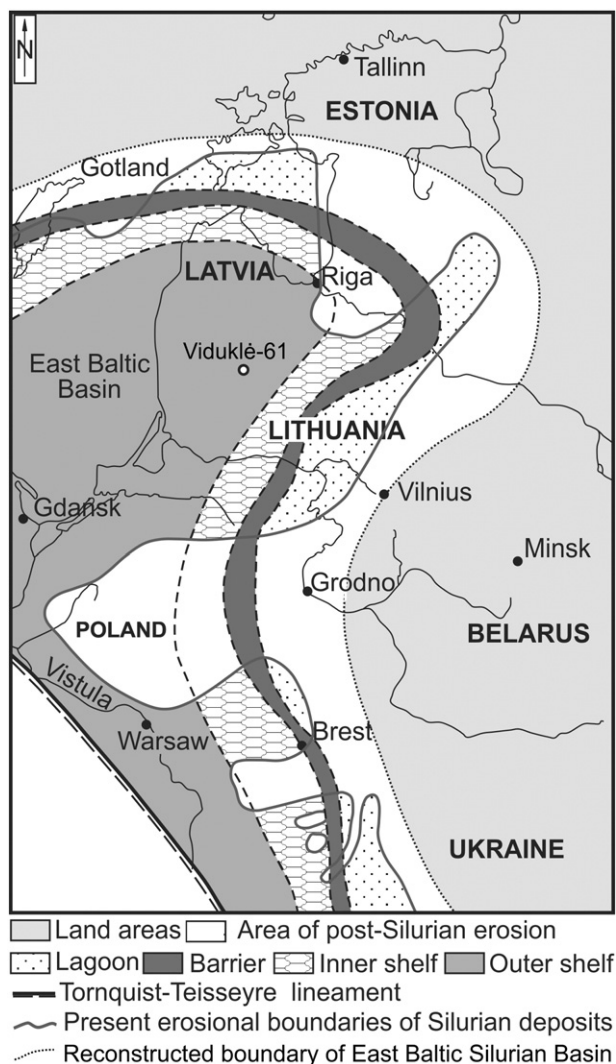 N
Tallinn
ESTONIA
Gotland
LATVIA
Riga
Viduklė-61
East Baltic
Basin
LITHUANIA
Vilnius
Gdańsk
Minsk
Grodno
POLAND
BELARUS
Vistula
Warsaw
Brest
UKRAINE
Land areas Area of post-Silurian erosion
Lagoon Barrier Inner shelf Outer shelf
Tornquist-Teisseyre lineament
Present erosional boundaries of Silurian deposits
Reconstructed boundary of East Baltic Silurian Basin